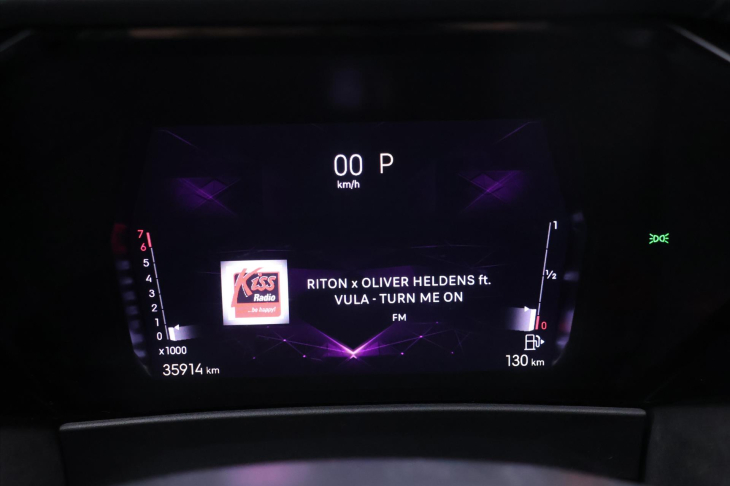 00 P
km/h
7
6
5
4
3
2
1
0
x1000
35914 km
Kiss
Radio
...be happy!
RITON x OLIVER HELDENS ft.
VULA - TURN ME ON
FM
1
1/2
0
130 km